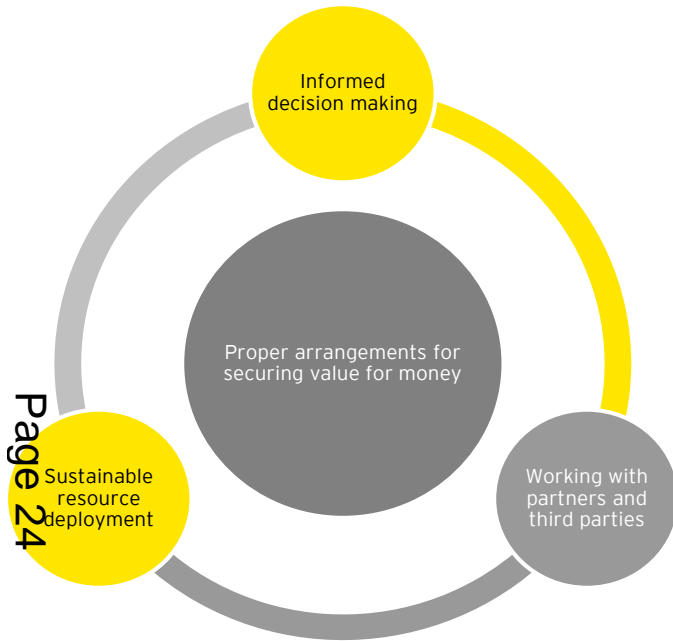 Informed
decision making
Proper arrangements for
securing value for money
Sustainable
resource
deployment
Working with
partners and
third parties
Page 24